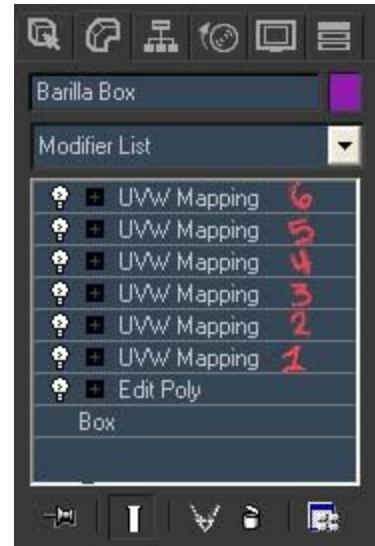 Barilla Box
Modifier List
UVW Mapping 6
UVW Mapping 5
UVW Mapping 4
UVW Mapping 3
UVW Mapping 2
UVW Mapping 1
Edit Poly
Box